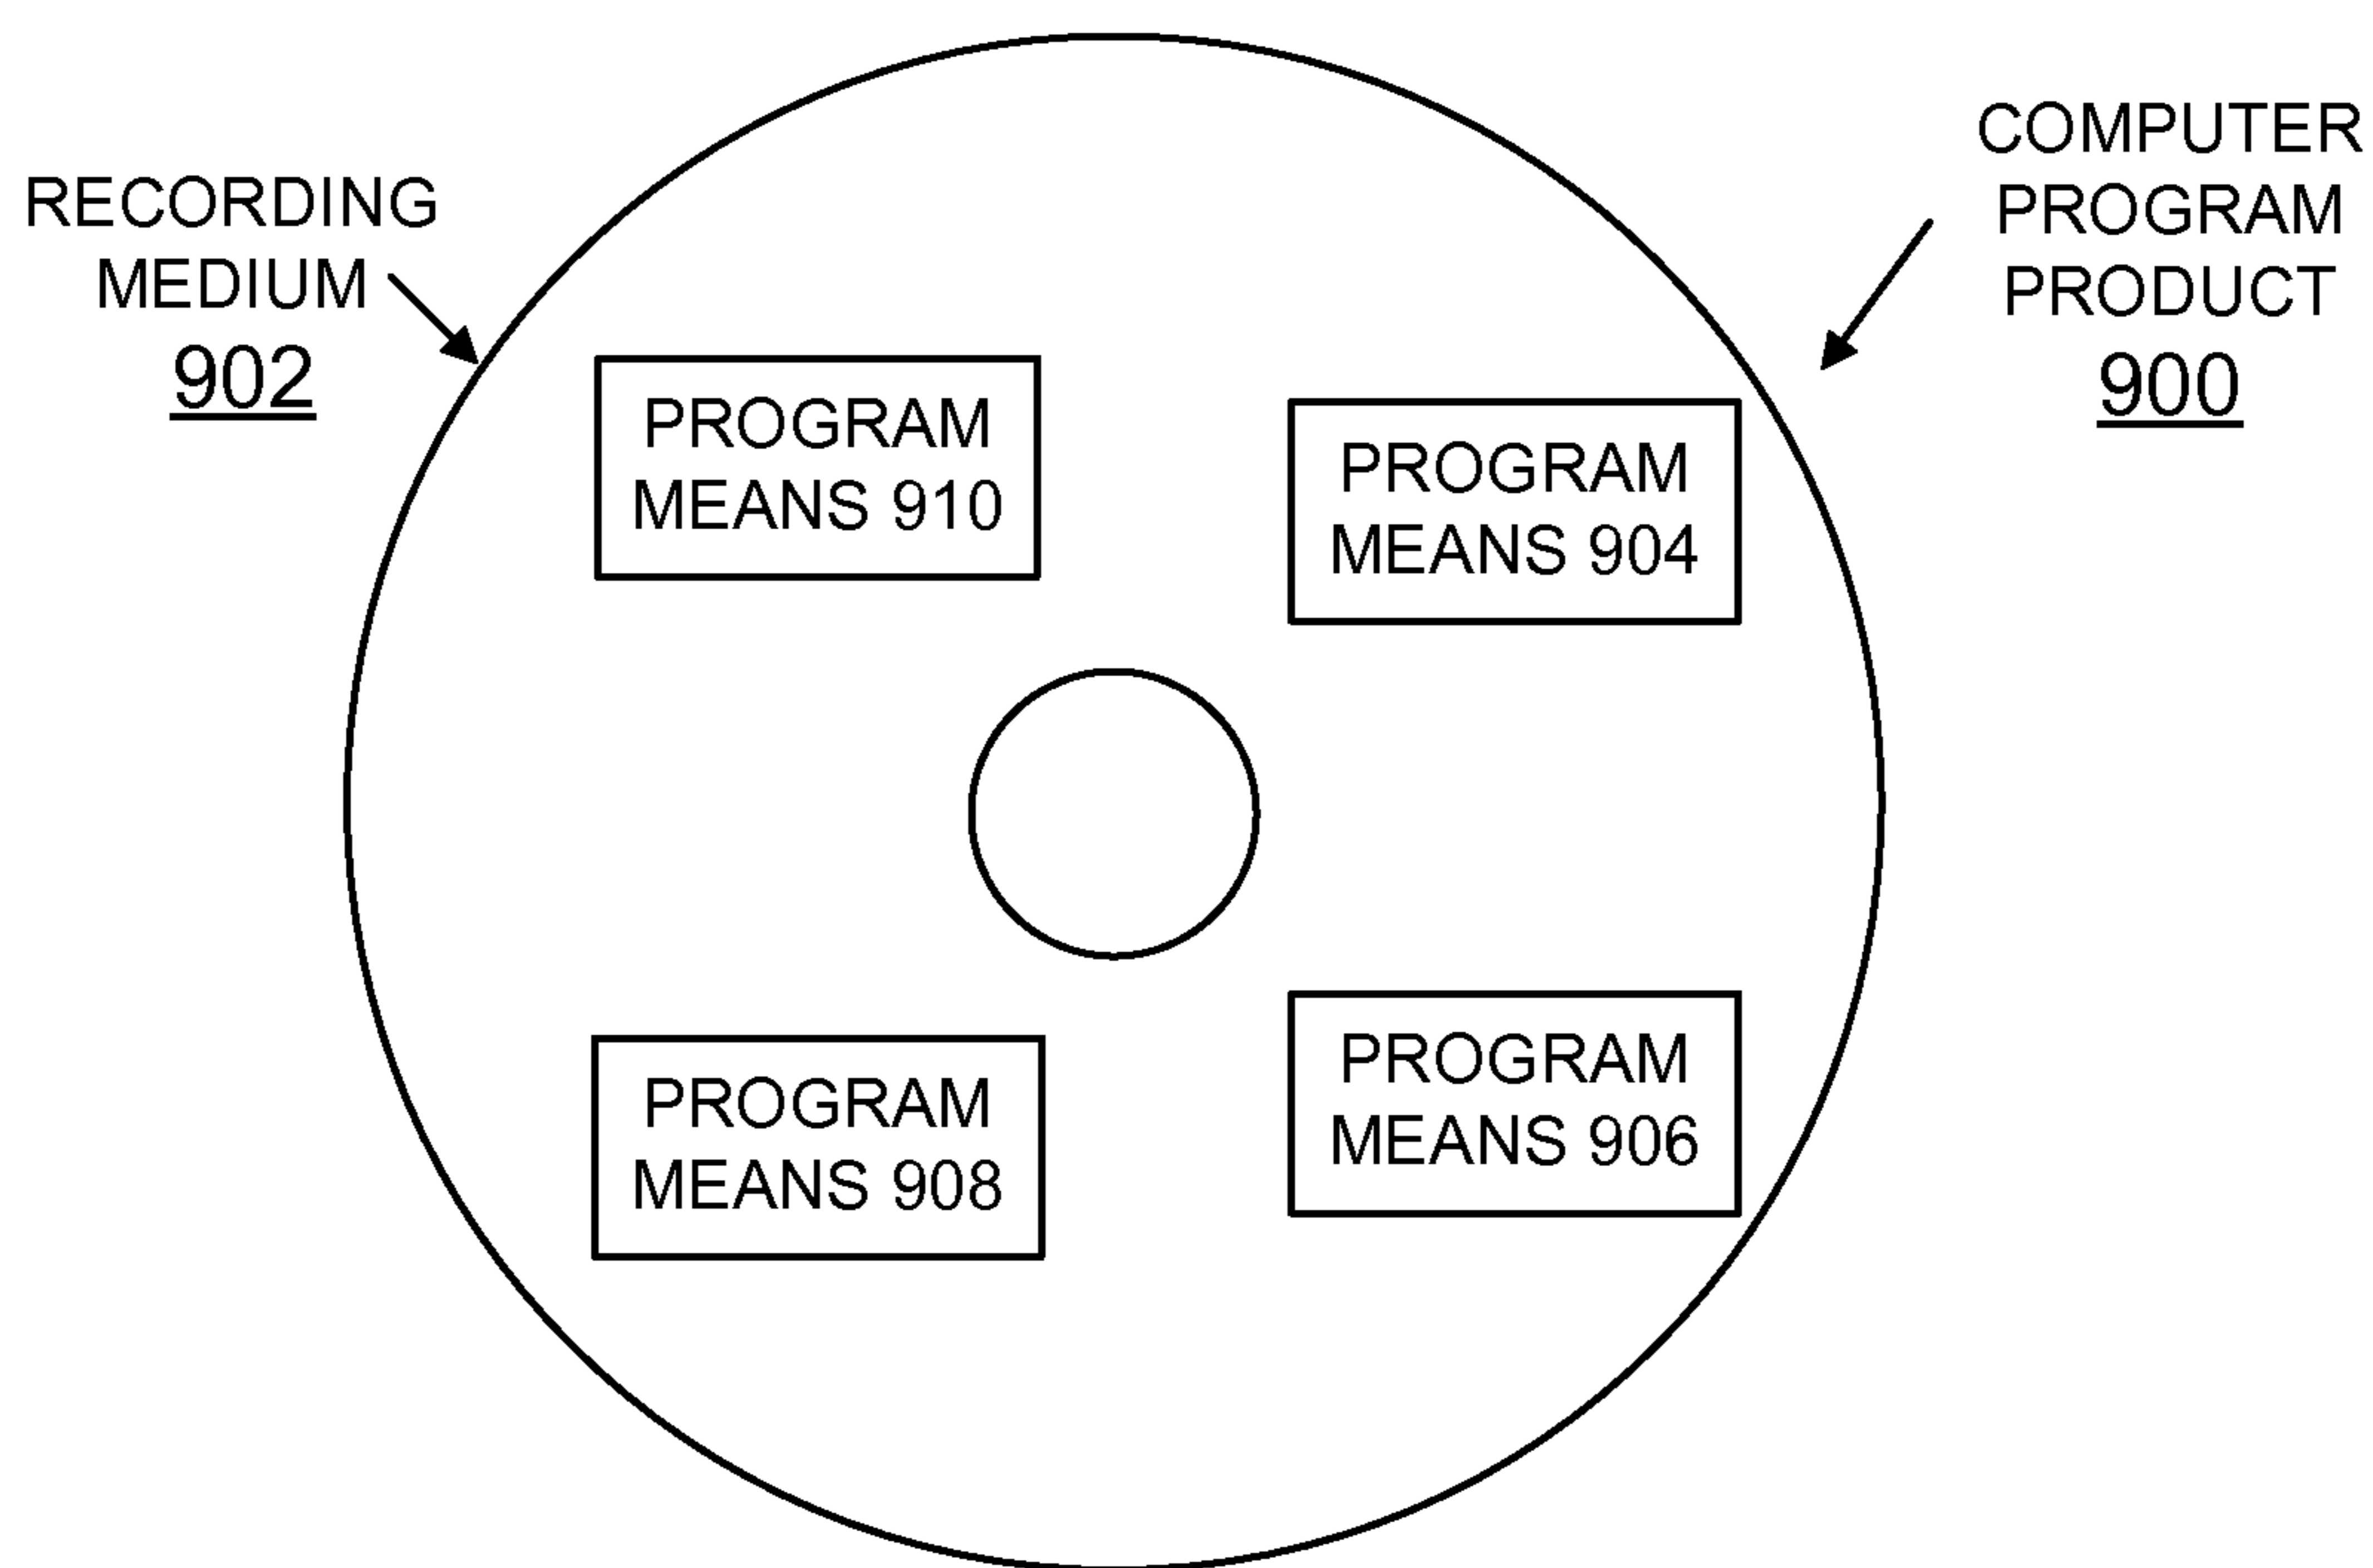 RECORDING
MEDIUM
902
COMPUTER
PROGRAM
PRODUCT
900
PROGRAM
MEANS 910
PROGRAM
MEANS 904
PROGRAM
MEANS 908
PROGRAM
MEANS 906